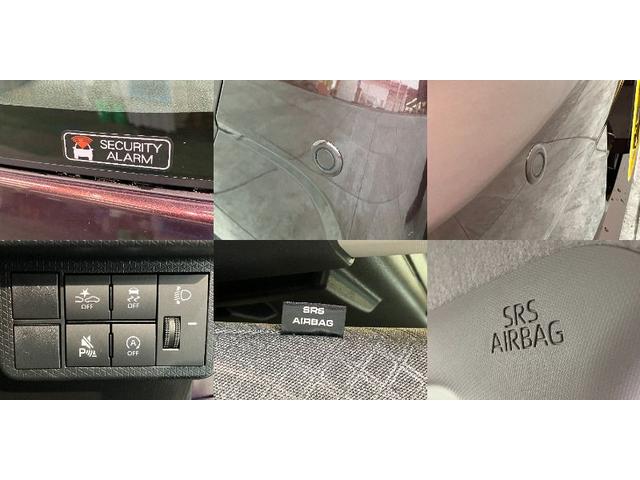 SECURITY
ALARM
OFF
OFF
P
A
OFF
SRS
AIRBAG
SRS
AIRBAG